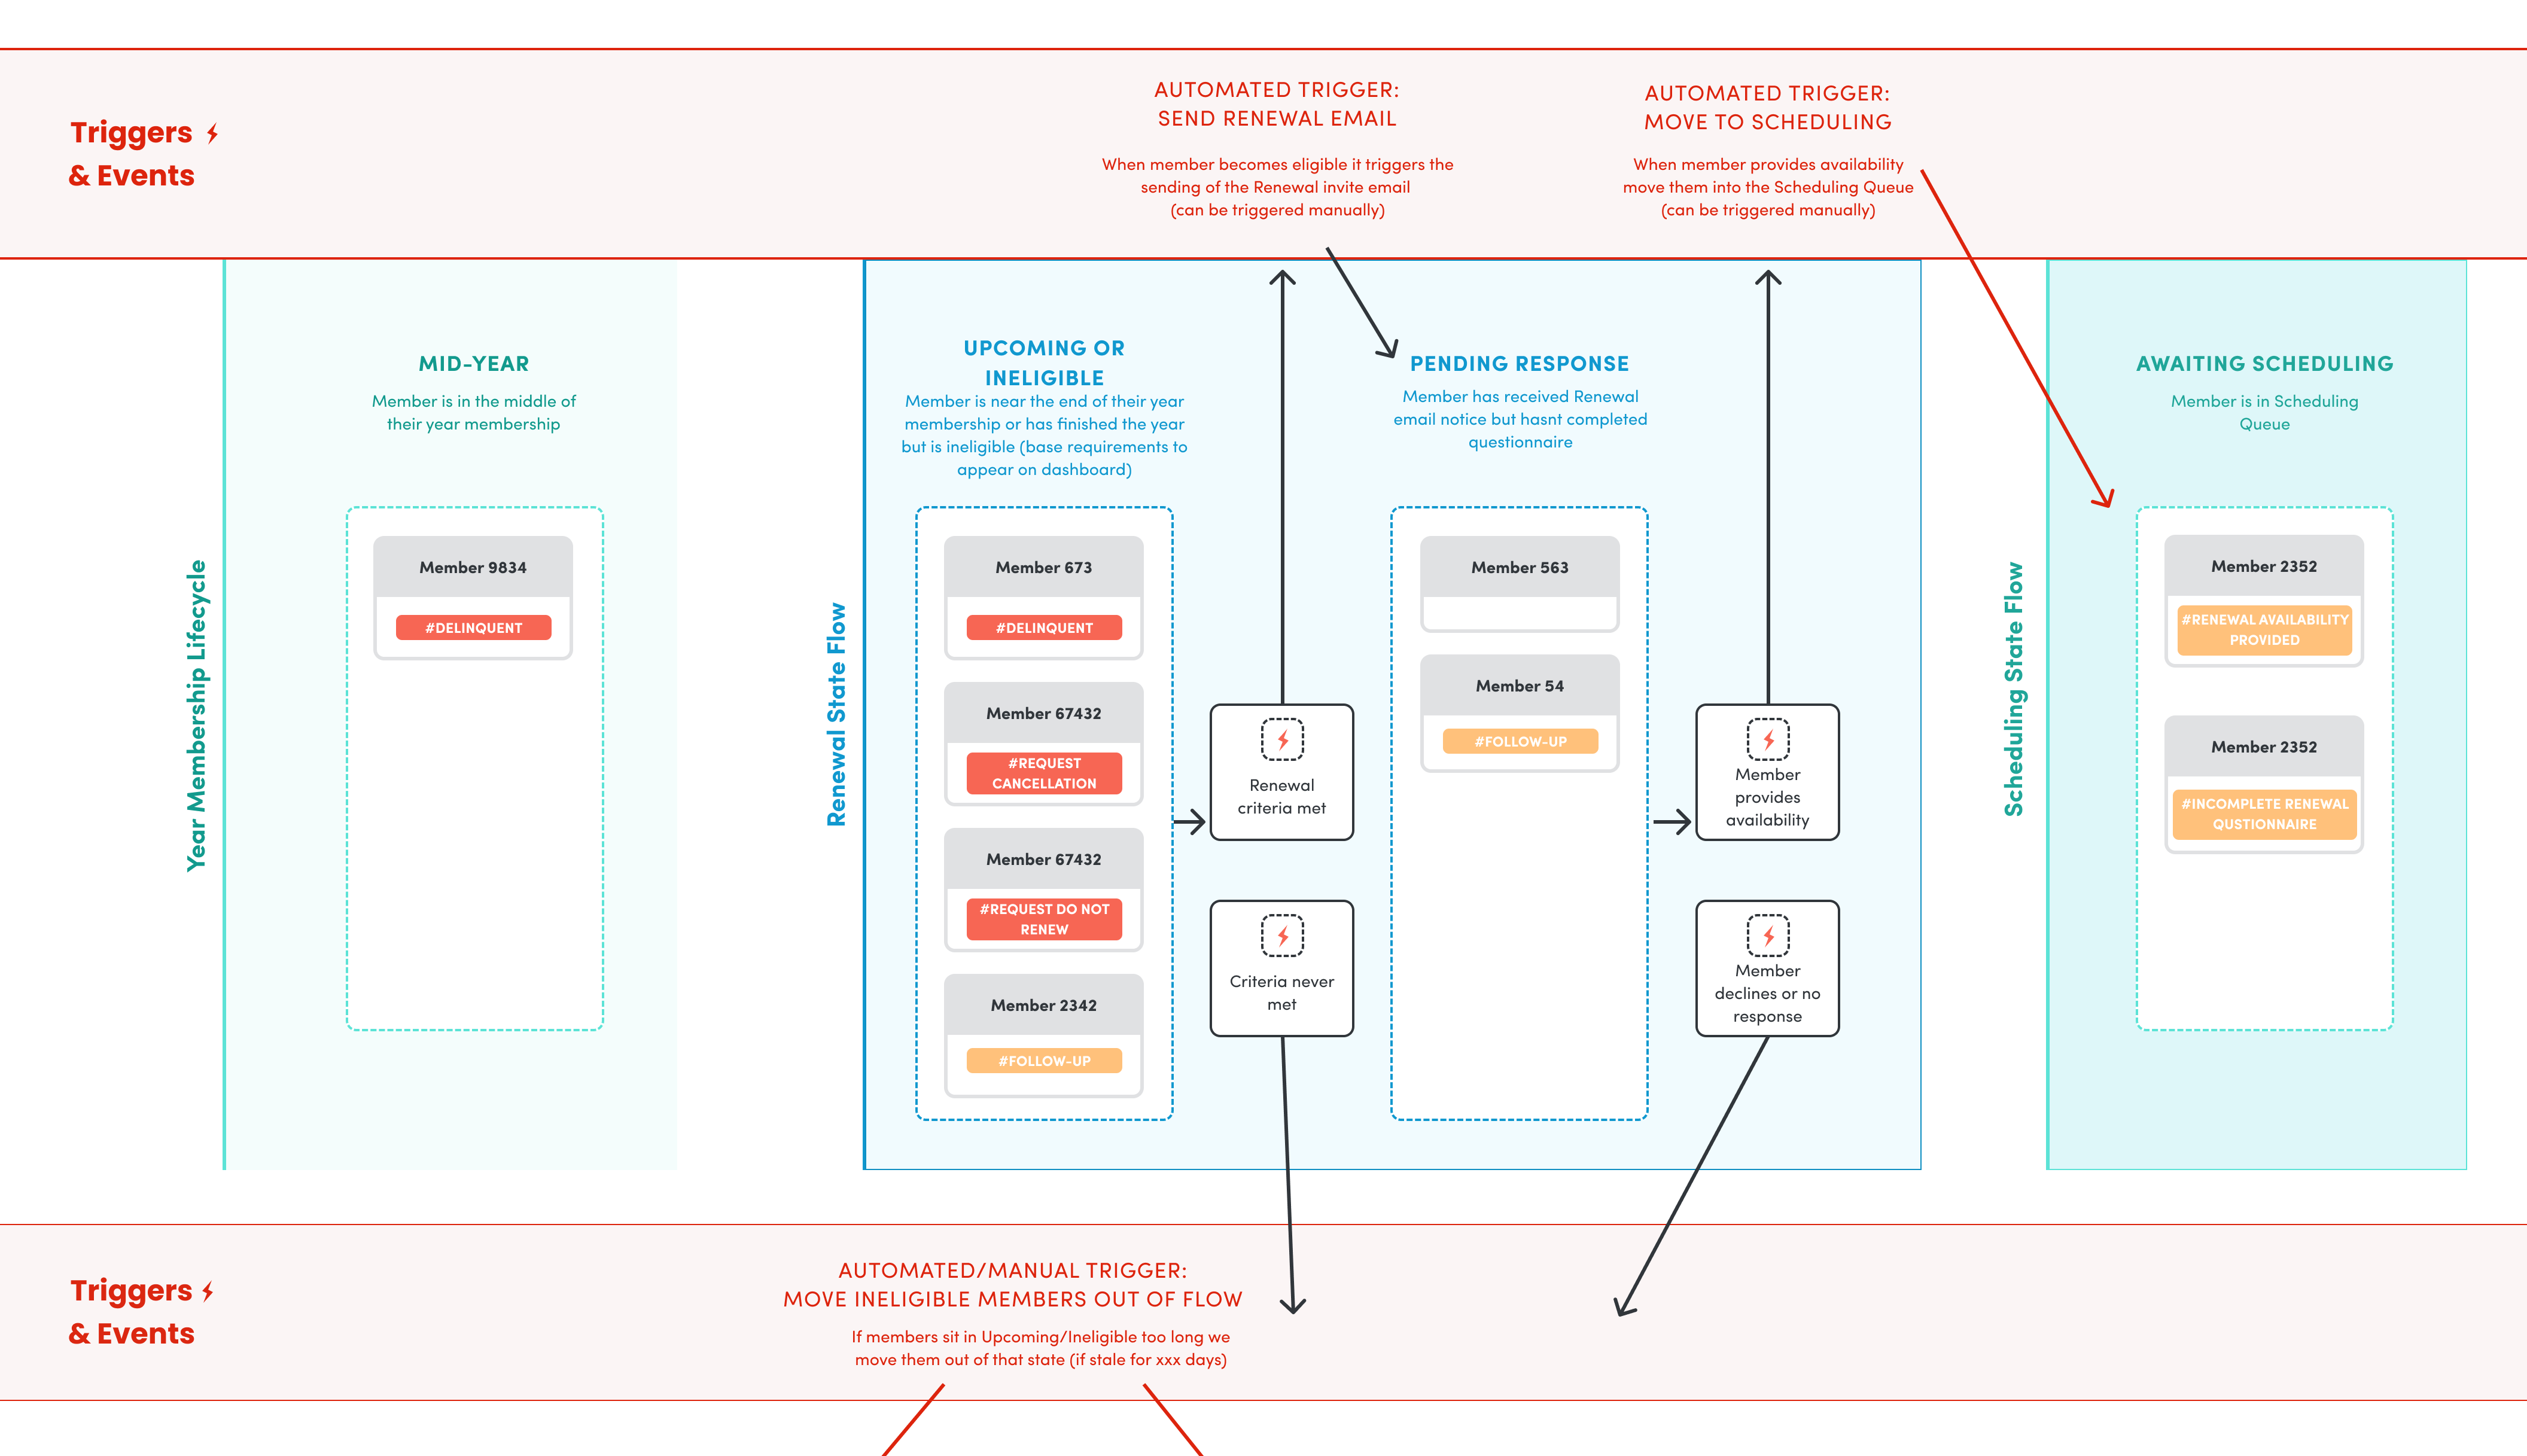 Triggers
& Events
AUTOMATED TRIGGER:
SEND RENEWAL EMAIL
When member becomes eligible it triggers the
sending of the Renewal invite email
(can be triggered manually)
AUTOMATED TRIGGER:
MOVE TO SCHEDULING
When member provides availability
move them into the Scheduling Queue
(can be triggered manually)
Year Membership Lifecycle
MID-YEAR
Member is in the middle of
their year membership
Member 9834
#DELINQUENT
Renewal State Flow
UPCOMING OR
INELIGIBLE
Member is near the end of their year
membership or has finished the year
but is ineligible (base requirements to
appear on dashboard)
Member 673
#DELINQUENT
Member 67432
#REQUEST
CANCELLATION
Member 67432
#REQUEST DO NOT
RENEW
Member 2342
#FOLLOW-UP
Renewal
criteria met
Criteria never
met
PENDING RESPONSE
Member has received Renewal
email notice but hasnt completed
questionnaire
Member 563
Member 54
#FOLLOW-UP
Member
provides
availability
Member
declines or no
response
Scheduling State Flow
AWAITING SCHEDULING
Member is in Scheduling
Queue
Member 2352
#RENEWAL AVAILABILITY
PROVIDED
Member 2352
#INCOMPLETE RENEWAL
QUSTIONNAIRE
Triggers
& Events
AUTOMATED/MANUAL TRIGGER:
MOVE INELIGIBLE MEMBERS OUT OF FLOW
If members sit in Upcoming/Ineligible too long we
move them out of that state (if stale for xxx days)